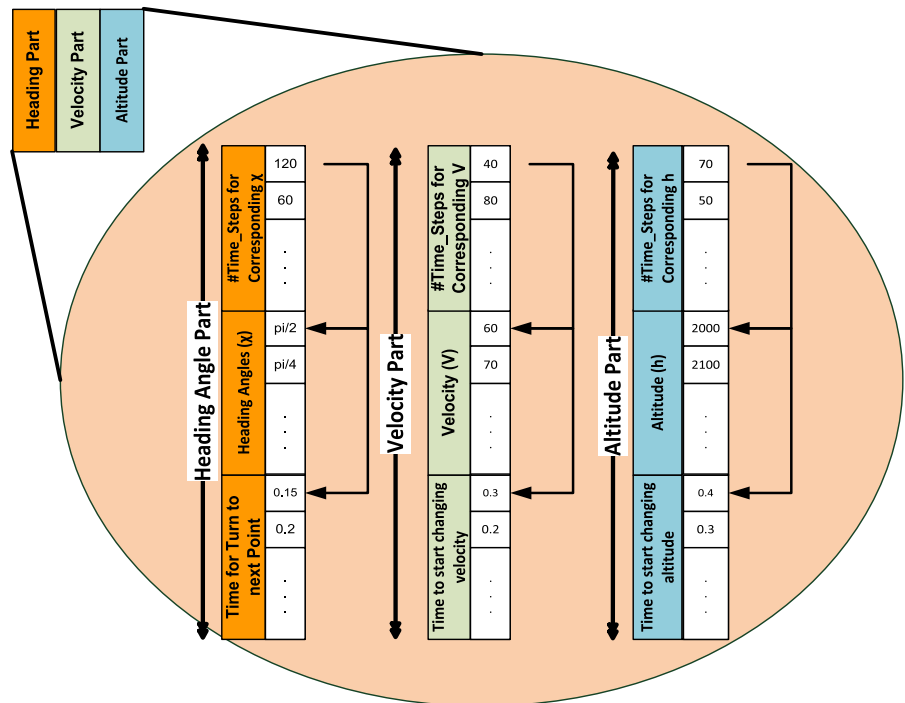 Heading Part
Velocity Part
Altitude Part
Heading Angle Part
#Time_Steps for
Corresponding χ
120
60
. . .
Heading Angles (χ)
pi/2
pi/4
. . . .
Time for Turn to
next Point
0.15
0.2
. . .
Velocity Part
#Time_Steps for
Corresponding V
40
80
. . .
Velocity (V)
60
70
. . . .
Time to start changing
velocity
0.3
0.2
. . .
Altitude Part
#Time_Steps for
Corresponding h
70
50
. . .
Altitude (h)
2000
2100
. . . .
Time to start changing
altitude
0.4
0.3
. . .